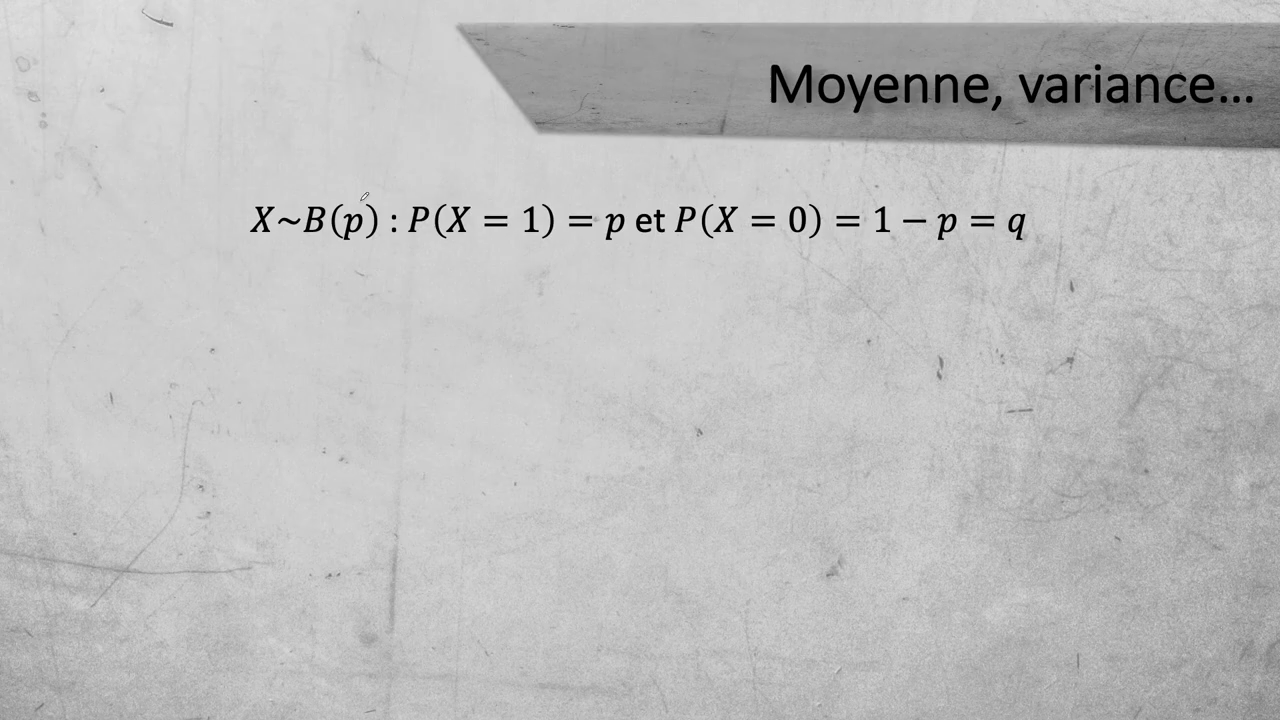 Moyenne, variance...
X~B(p) : P(X = 1) = p et P(X = 0) = 1 − p = q